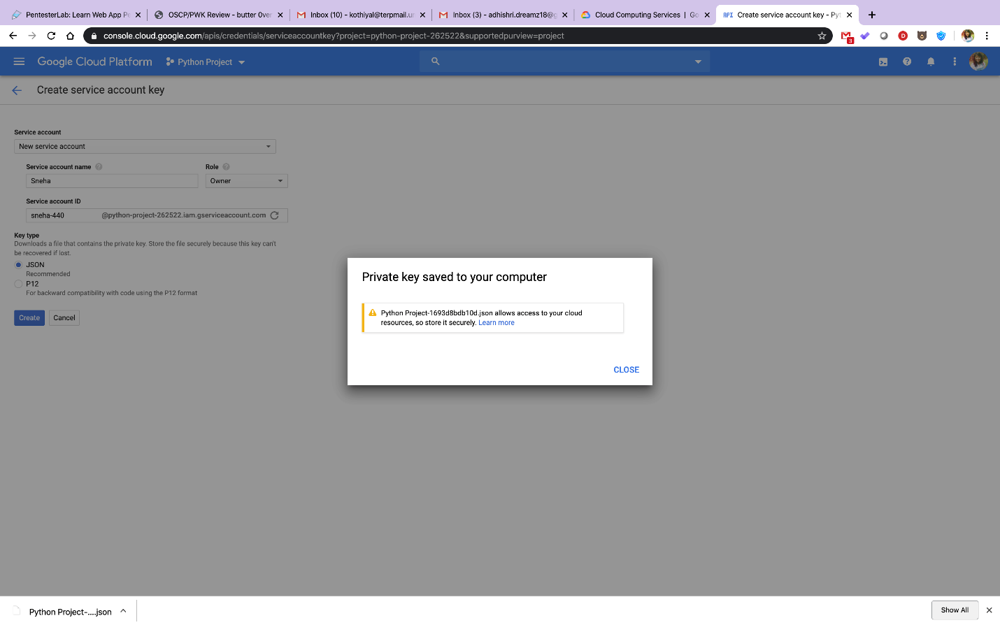 PentesterLab: Learn Web App Pe
OSCP/PWK Review - butter 0ver
Inbox (10) - kothiyal@terpmail.um
Inbox (3) - adhishri.dreamz18@g
Cloud Computing Services | Go
API Create service account key - Pyt
console.cloud.google.com/apis/credentials/serviceaccountkey?project=python-project-262522&supportedpurview=project
3
D
Google Cloud Platform
Python Project
Create service account key
Service account
New service account
Service account name
Role
Sneha
Owner
Service account ID
sneha-440
@python-project-262522.iam.gserviceaccount.com
Key type
Downloads a file that contains the private key. Store the file securely because this key can't
be recovered if lost.
JSON
Recommended
P12
For backward compatibility with code using the P12 format
Create
Cancel
Private key saved to your computer
Python Project-1693d8bdb10d.json allows access to your cloud
resources, so store it securely. Learn more
CLOSE
Python Project-....json
Show All